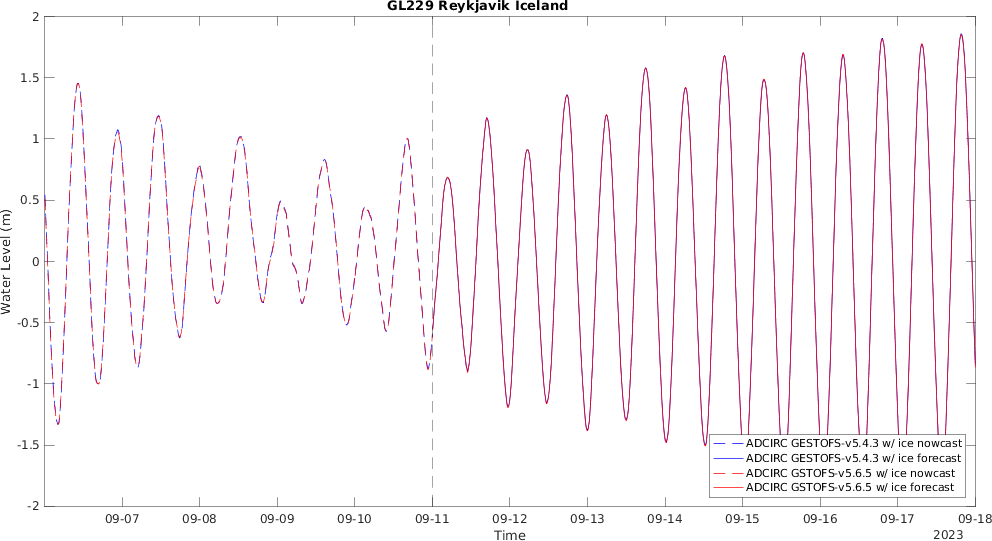 GL229 Reykjavik Iceland
2
1.5
1
0.5
0
-0.5
-1
-1.5
-2
Water Level (m)
ADCIRC GESTOFS-v5.4.3 w/ ice nowcast
ADCIRC GESTOFS-v5.4.3 w/ ice forecast
ADCIRC GSTOFS-v5.6.5 w/ ice nowcast
ADCIRC GSTOFS-v5.6.5 w/ ice forecast
09-07 09-08 09-09 09-10 09-11 09-12 09-13 09-14 09-15 09-16 09-17 09-18
Time
2023